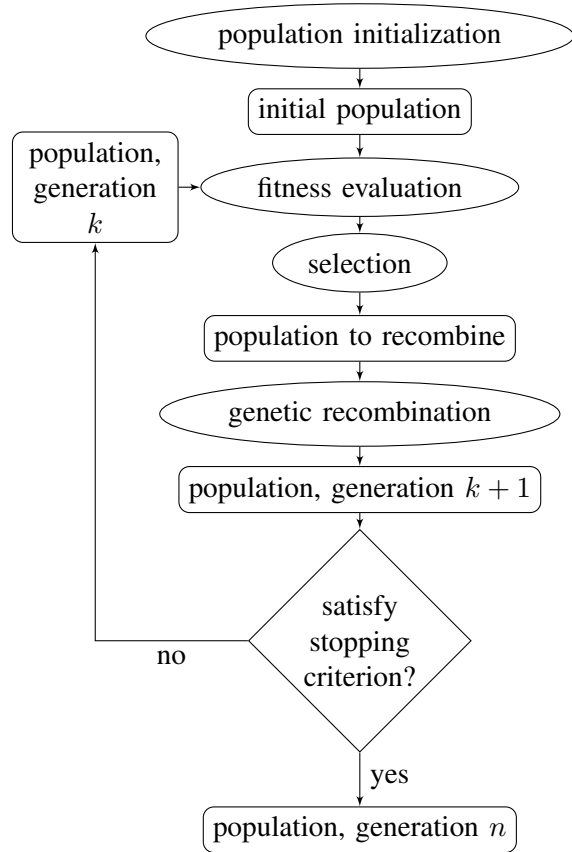 population initialization
initial population
population,
generation
k
fitness evaluation
selection
population to recombine
genetic recombination
population, generation k + 1
satisfy
stopping
criterion?
no
yes
population, generation n